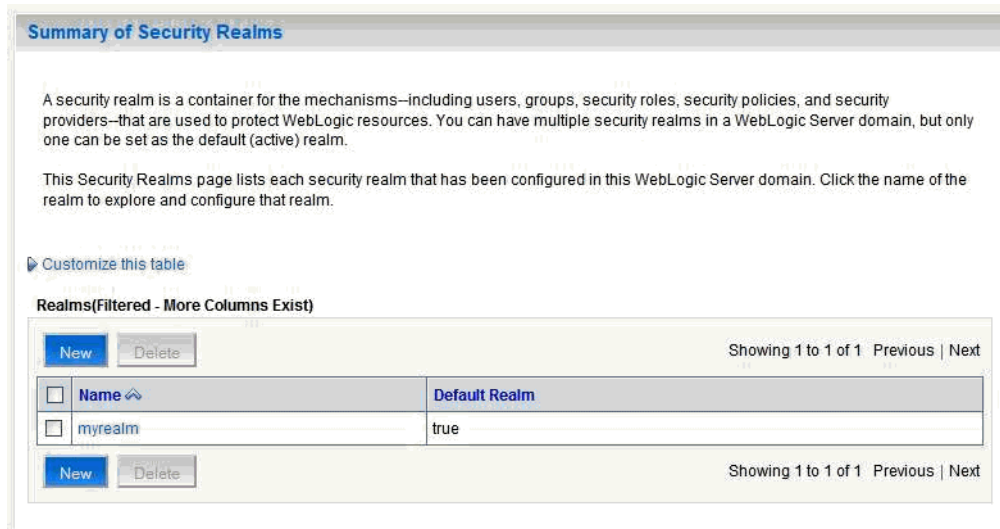 Summary of Security Realms
A security realm is a container for the mechanisms--including users, groups, security roles, security policies, and security
providers--that are used to protect WebLogic resources. You can have multiple security realms in a WebLogic Server domain, but only
one can be set as the default (active) realm.
This Security Realms page lists each security realm that has been configured in this WebLogic Server domain. Click the name of the
realm to explore and configure that realm.
Customize this table
Realms(Filtered - More Columns Exist)
New Delete Showing 1 to 1 of 1 Previous | Next
Name Default Realm
myrealm true
New Delete Showing 1 to 1 of 1 Previous | Next